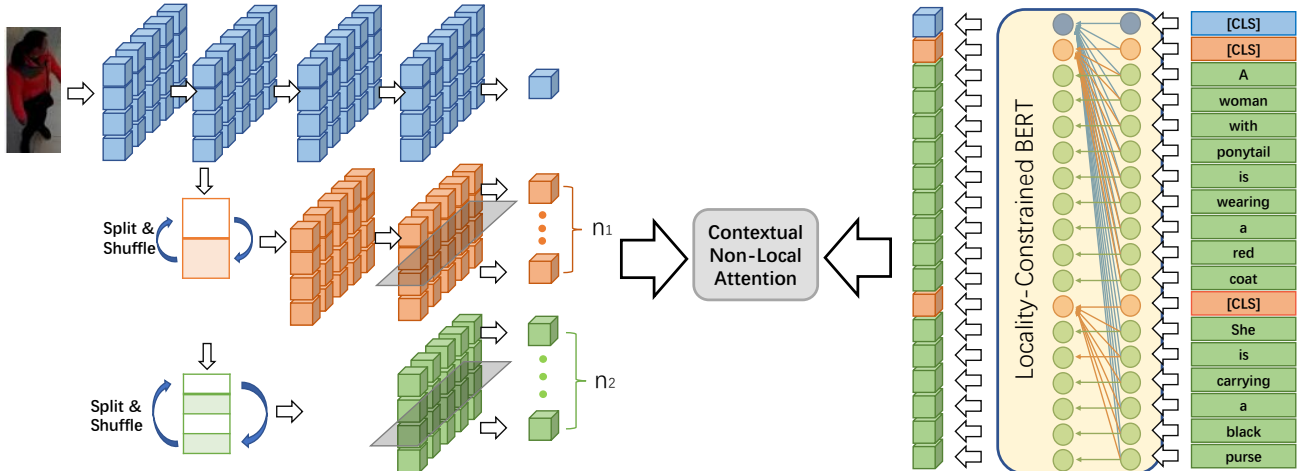 Split &
Shuffle
n1
Split &
Shuffle
n2
Contextual
Non-Local
Attention
Locality-Constrained BERT
[CLS]
[CLS]
A
woman
with
ponytail
is
wearing
a
red
coat
[CLS]
She
is
carrying
a
black
purse